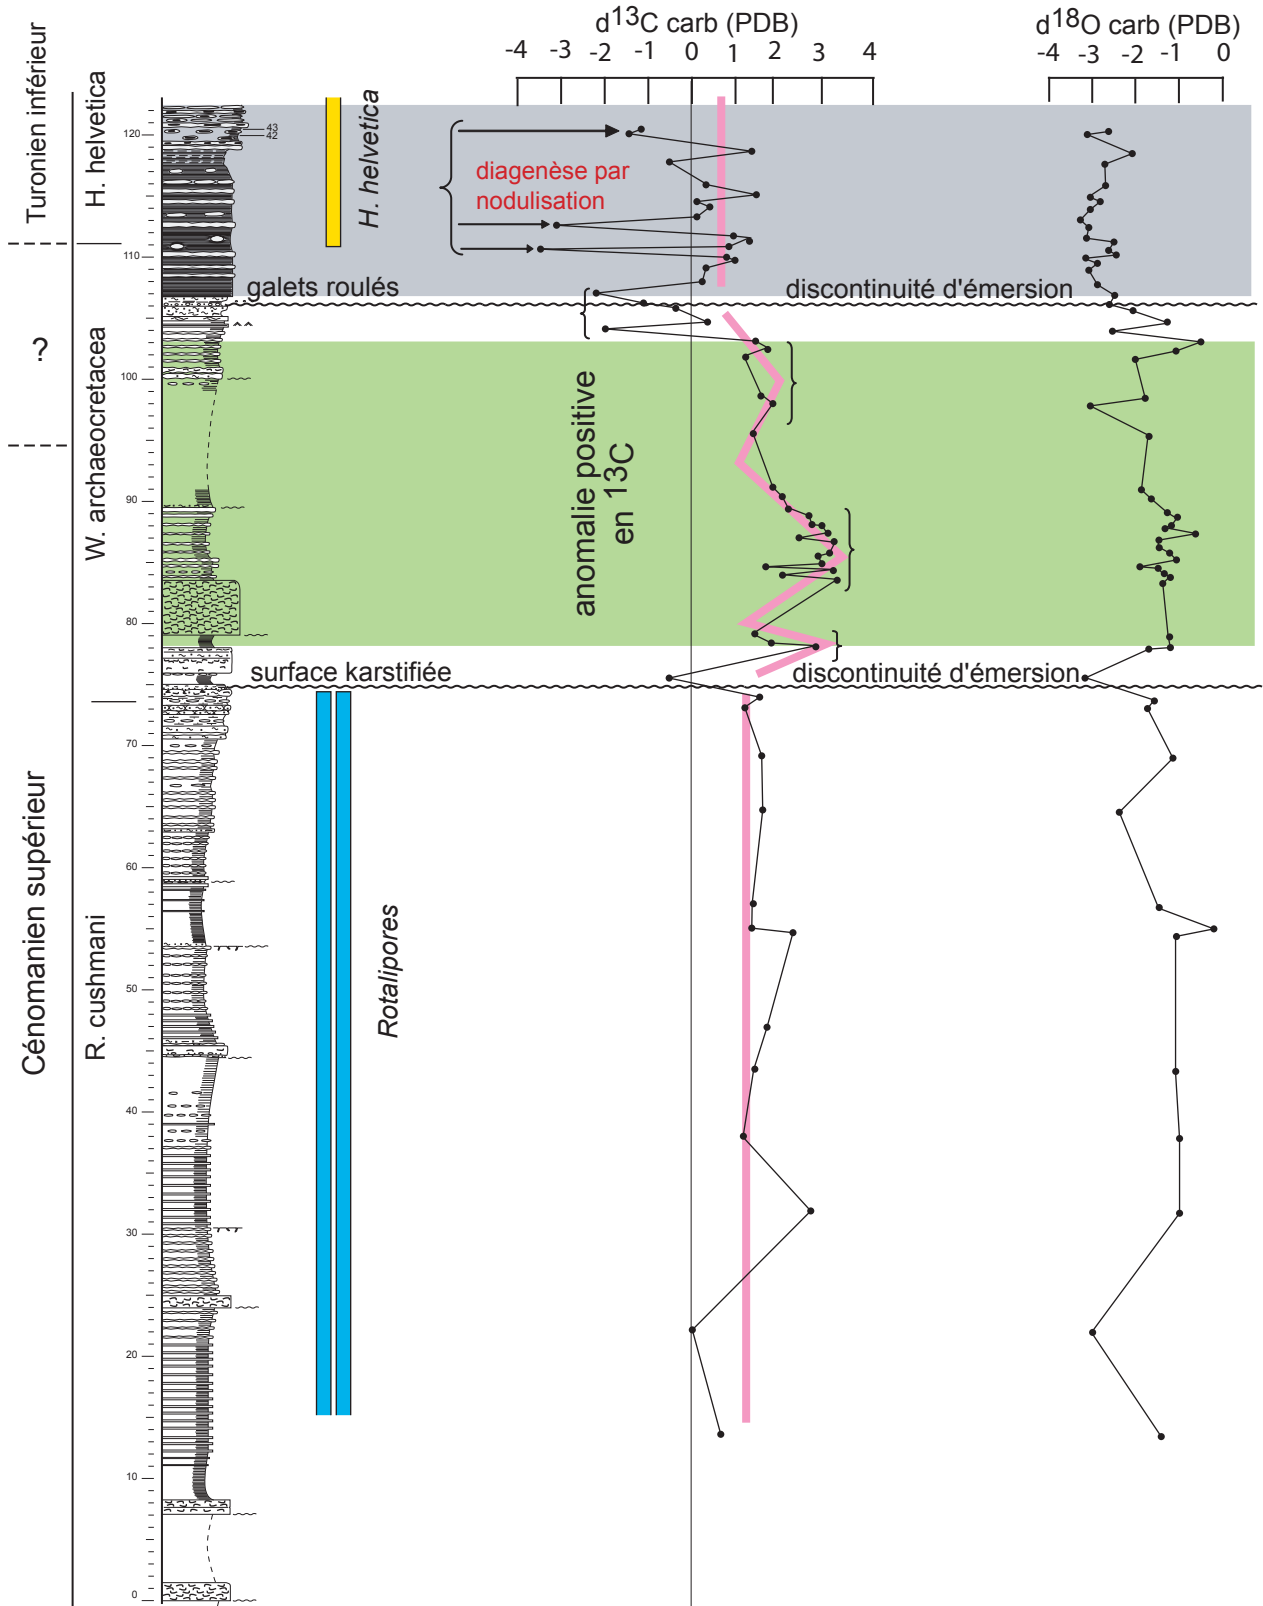 d13C carb (PDB)
d18O carb (PDB)
-4 -3 -2 -1 0 1 2 3 4
-4 -3 -2 -1 0
Turonien inférieur
H. helvetica
H. helvetica
43
42
120
diagenèse par
nodulisation
110
galets roulés
discontinuité d'émersion
?
W. archaeocretacea
100
anomalie positive
en 13C
90
80
surface karstifiée
discontinuité d'émersion
70
Cénomanien supérieur
R. cushmani
Rotalipores
60
50
40
30
20
10
0